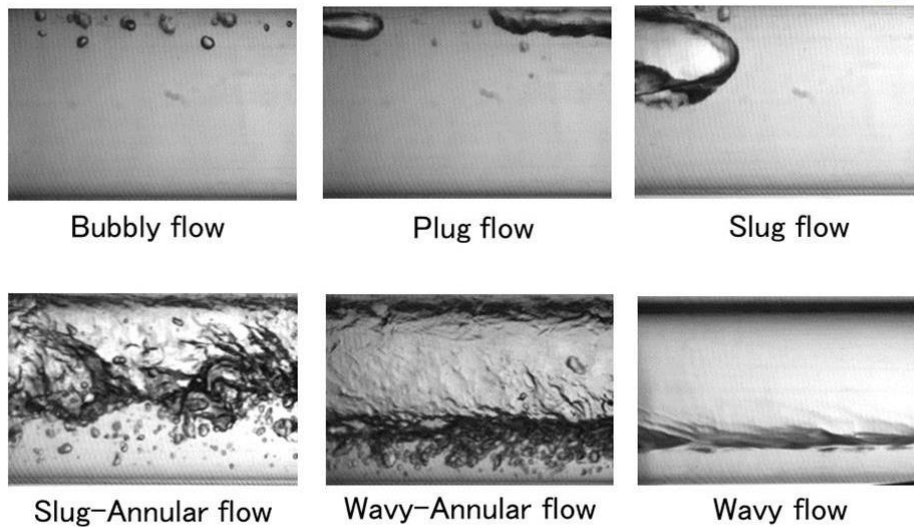 Bubbly flow
Plug flow
Slug flow
Slug-Annular flow
Wavy-Annular flow
Wavy flow